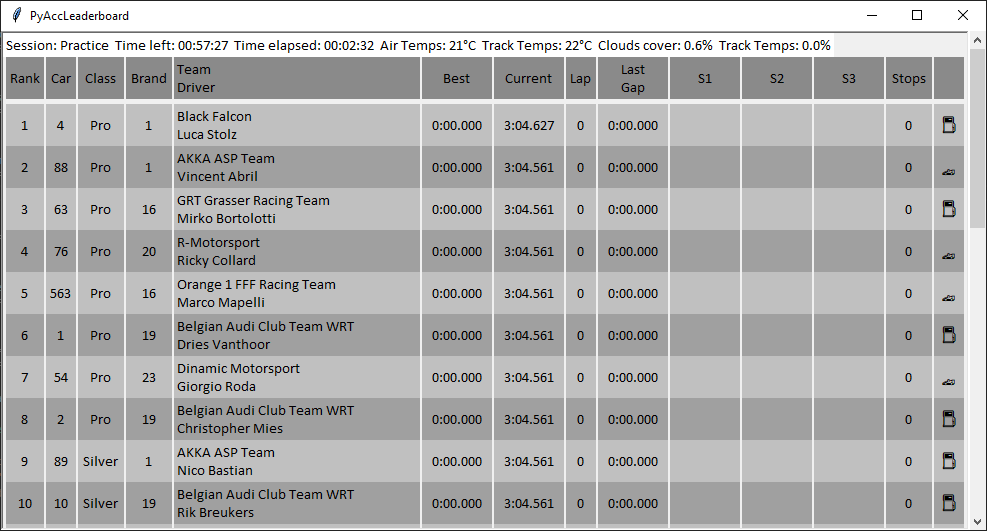 PyAccLeaderboard
Session: Practice Time left: 00:57:27 Time elapsed: 00:02:32 Air Temps: 21°C Track Temps: 22°C Clouds cover: 0.6% Track Temps: 0.0%
Rank Car Class Brand Team Driver Best Current Lap Last Gap S1 S2 S3 Stops
1 4 Pro 1 Black Falcon Luca Stolz 0:00.000 3:04.627 0 0:00.000 0
2 88 Pro 1 AKKA ASP Team Vincent Abril 0:00.000 3:04.561 0 0:00.000 0
3 63 Pro 16 GRT Grasser Racing Team Mirko Bortolotti 0:00.000 3:04.561 0 0:00.000 0
4 76 Pro 20 R-Motorsport Ricky Collard 0:00.000 3:04.561 0 0:00.000 0
5 563 Pro 16 Orange 1 FFF Racing Team Marco Mapelli 0:00.000 3:04.561 0 0:00.000 0
6 1 Pro 19 Belgian Audi Club Team WRT Dries Vanthoor 0:00.000 3:04.561 0 0:00.000 0
7 54 Pro 23 Dinamic Motorsport Giorgio Roda 0:00.000 3:04.561 0 0:00.000 0
8 2 Pro 19 Belgian Audi Club Team WRT Christopher Mies 0:00.000 3:04.561 0 0:00.000 0
9 89 Silver 1 AKKA ASP Team Nico Bastian 0:00.000 3:04.561 0 0:00.000 0
10 10 Silver 19 Belgian Audi Club Team WRT Rik Breukers 0:00.000 3:04.561 0 0:00.000 0